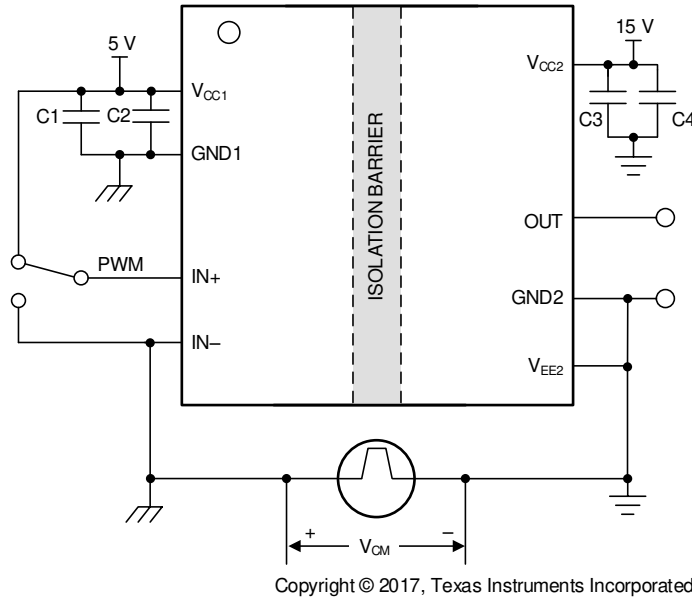 5 V
15 V
VCC1
VCC2
C1
C2
C3
C4
GND1
ISOLATION BARRIER
OUT
PWM
IN+
GND2
IN–
VEE2
+
VCM
–
Copyright © 2017, Texas Instruments Incorporated